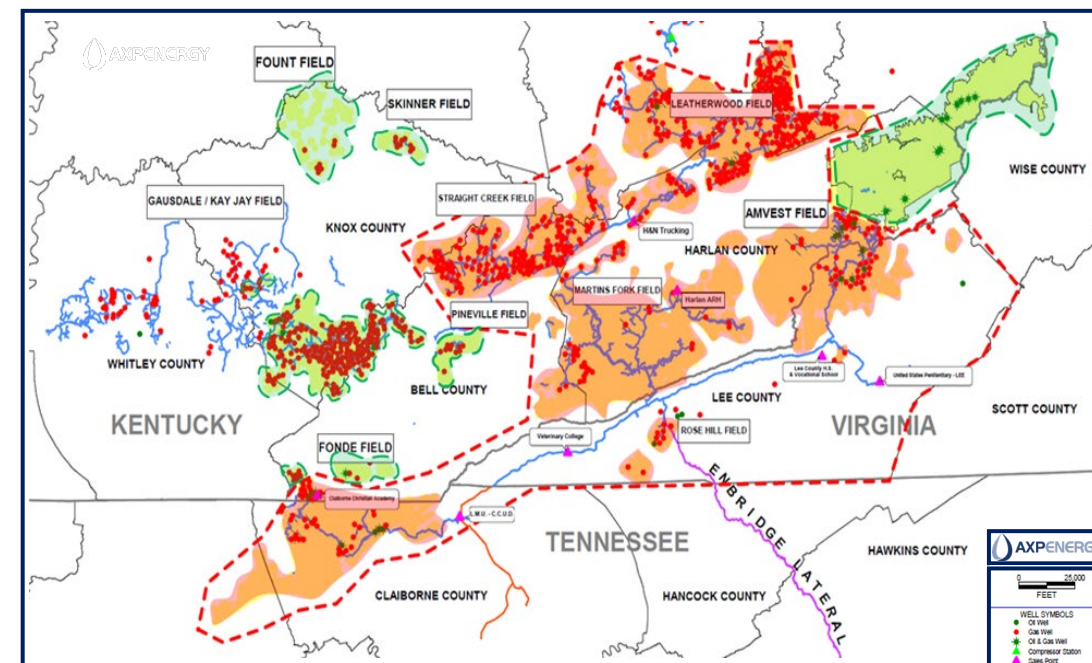 AXPENERGY
FOUNT FIELD
SKINNER FIELD
LEATHERWOOD FIELD
WISE COUNTY
GAUSDALE / KAY JAY FIELD
STRAIGHT CREEK FIELD
AMVEST FIELD
KNOX COUNTY
H&N Trucking
HARLAN COUNTY
MARTINS FORK FIELD
Harlan ARH
PINEVILLE FIELD
WHITLEY COUNTY
BELL COUNTY
Lee County H.S.
& Vocational School
United States Penitentiary - LEE
LEE COUNTY
SCOTT COUNTY
KENTUCKY
VIRGINIA
Veterinary College
ROSE HILL FIELD
FONDE FIELD
Claiborne Christian Academy
ENBRIDGE LATERAL
L.M.U. - C.C.U.D.
TENNESSEE
HAWKINS COUNTY
CLAIBORNE COUNTY
HANCOCK COUNTY
AXPENERG
0 25,000
FEET
WELL SYMBOLS
Oil Well
Gas Well
Oil & Gas Well
Compressor Station
Sales Point